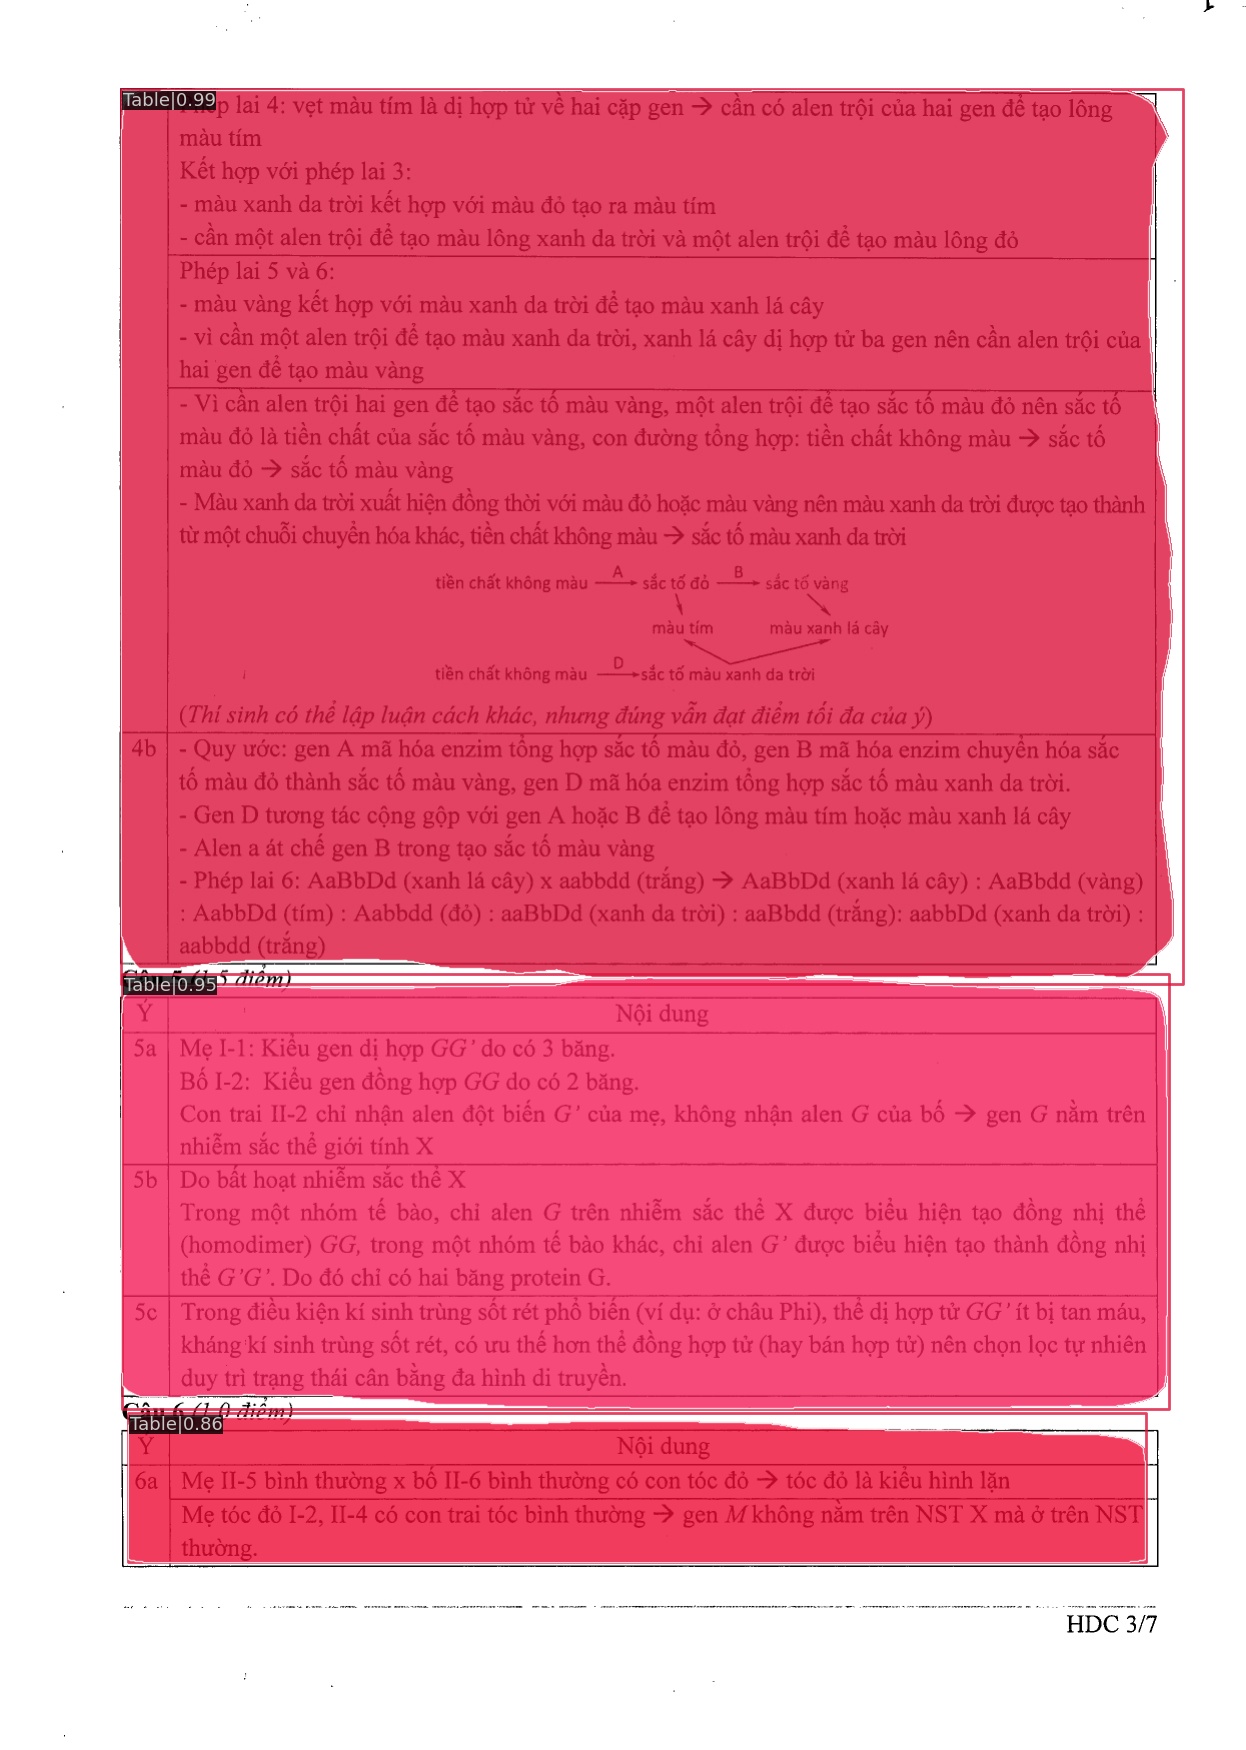 Table|0.99
lai 4: vẹt màu tím là dị hợp tử về hai cặp gen → cần có alen trội của hai gen để tạo lông
màu tím
Kết hợp với phép lai 3:
- màu xanh da trời kết hợp với màu đỏ tạo ra màu tím
- cần một alen trội để tạo màu lông xanh da trời và một alen trội để tạo màu lông đỏ
Phép lai 5 và 6:
- màu vàng kết hợp với màu xanh da trời để tạo màu xanh lá cây
- vì cần một alen trội để tạo màu xanh da trời, xanh lá cây dị hợp tử ba gen nên cần alen trội của
hai gen để tạo màu vàng
- Vì cần alen trội hai gen để tạo sắc tố màu vàng, một alen trội để tạo sắc tố màu đỏ nên sắc tố
màu đỏ là tiền chất của sắc tố màu vàng, con đường tổng hợp: tiền chất không màu → sắc tố
màu đỏ → sắc tố màu vàng
- Màu xanh da trời xuất hiện đồng thời với màu đỏ hoặc màu vàng nên màu xanh da trời được tạo thành
từ một chuỗi chuyển hóa khác, tiền chất không màu → sắc tố màu xanh da trời
tiền chất không màu A → sắc tố đỏ B → sắc tố vàng
màu tím màu xanh lá cây
tiền chất không màu D → sắc tố màu xanh da trời
(Thí sinh có thể lập luận cách khác, nhưng đúng vẫn đạt điểm tối đa của ý)
4b - Quy ước: gen A mã hóa enzim tổng hợp sắc tố màu đỏ, gen B mã hóa enzim chuyển hóa sắc
tố màu đỏ thành sắc tố màu vàng, gen D mã hóa enzim tổng hợp sắc tố màu xanh da trời.
- Gen D tương tác cộng gộp với gen A hoặc B để tạo lông màu tím hoặc màu xanh lá cây
- Alen a át chế gen B trong tạo sắc tố màu vàng
- Phép lai 6: AaBbDd (xanh lá cây) x aabbdd (trắng) → AaBbDd (xanh lá cây) : AaBbdd (vàng)
: AabbDd (tím) : Aabbdd (đỏ) : aaBbDd (xanh da trời) : aaBbdd (trắng): aabbDd (xanh da trời) :
aabbdd (trắng)
Câu 5 (1,5 điểm)
Table|0.95
Ý Nội dung
5a Mẹ I-1: Kiểu gen dị hợp GG' do có 3 băng.
Bố I-2: Kiểu gen đồng hợp GG do có 2 băng.
Con trai II-2 chỉ nhận alen đột biến G' của mẹ, không nhận alen G của bố → gen G nằm trên
nhiễm sắc thể giới tính X
5b Do bất hoạt nhiễm sắc thể X
Trong một nhóm tế bào, chỉ alen G trên nhiễm sắc thể X được biểu hiện tạo đồng nhị thể
(homodimer) GG, trong một nhóm tế bào khác, chỉ alen G' được biểu hiện tạo thành đồng nhị
thể G'G'. Do đó chỉ có hai băng protein G.
5c Trong điều kiện kí sinh trùng sốt rét phổ biến (ví dụ: ở châu Phi), thể dị hợp tử GG' ít bị tan máu,
kháng kí sinh trùng sốt rét, có ưu thế hơn thể đồng hợp tử (hay bán hợp tử) nên chọn lọc tự nhiên
duy trì trạng thái cân bằng đa hình di truyền.
Câu 6 (1,0 điểm)
Table|0.86
Ý Nội dung
6a Mẹ II-5 bình thường x bố II-6 bình thường có con tóc đỏ → tóc đỏ là kiểu hình lặn
Mẹ tóc đỏ I-2, II-4 có con trai tóc bình thường → gen M không nằm trên NST X mà ở trên NST
thường.
HDC 3/7